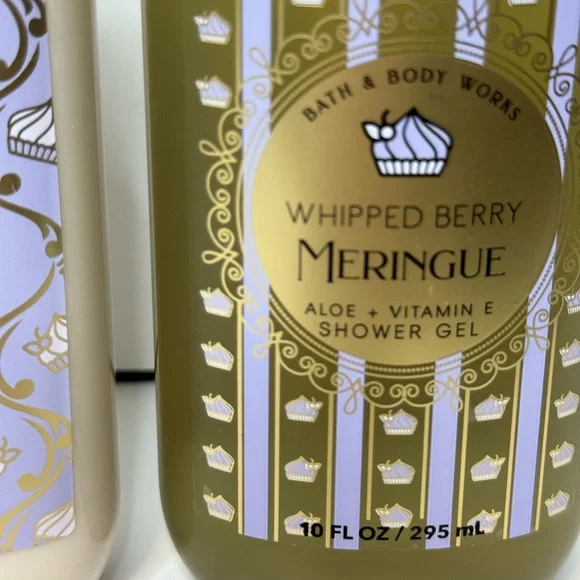 BATH & BODY WORKS
WHIPPED BERRY
MERINGUE
ALOE + VITAMIN E
SHOWER GEL
10 FL OZ / 295 mL